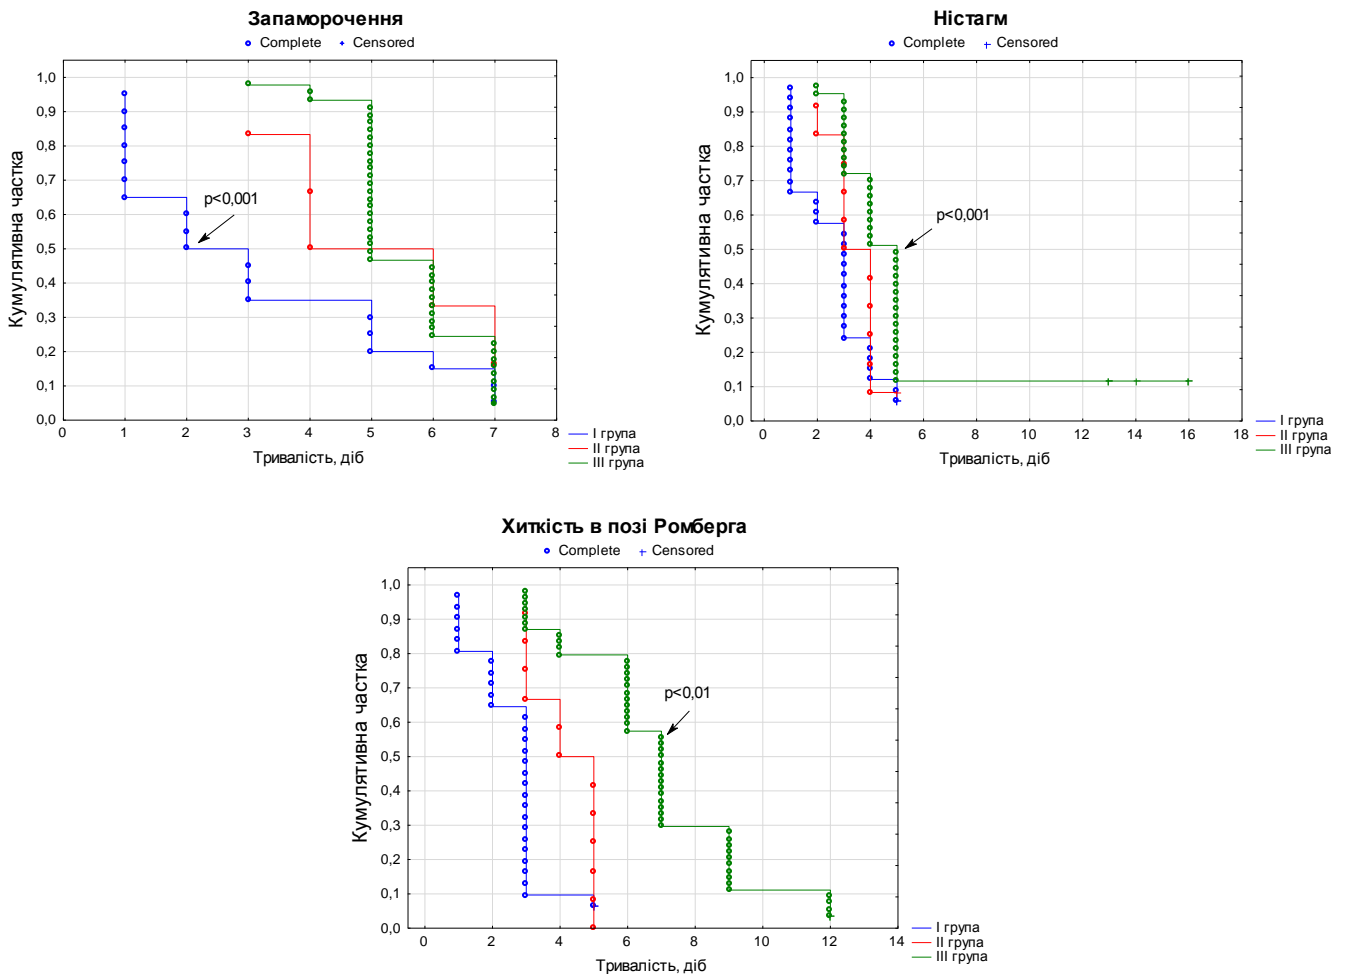 Запаморочення
Complete Censored
Кумулятивна частка
1,0
0,9
0,8
0,7
0,6
0,5
0,4
0,3
0,2
0,1
0,0
p<0,001
0 1 2 3 4 5 6 7 8
Тривалість, діб
I група
II група
III група
Ністагм
Complete Censored
Кумулятивна частка
1,0
0,9
0,8
0,7
0,6
0,5
0,4
0,3
0,2
0,1
0,0
p<0,001
0 2 4 6 8 10 12 14 16 18
Тривалість, діб
I група
II група
III група
Хиткість в позі Ромберга
Complete Censored
Кумулятивна частка
1,0
0,9
0,8
0,7
0,6
0,5
0,4
0,3
0,2
0,1
0,0
p<0,01
0 2 4 6 8 10 12 14
Тривалість, діб
I група
II група
III група